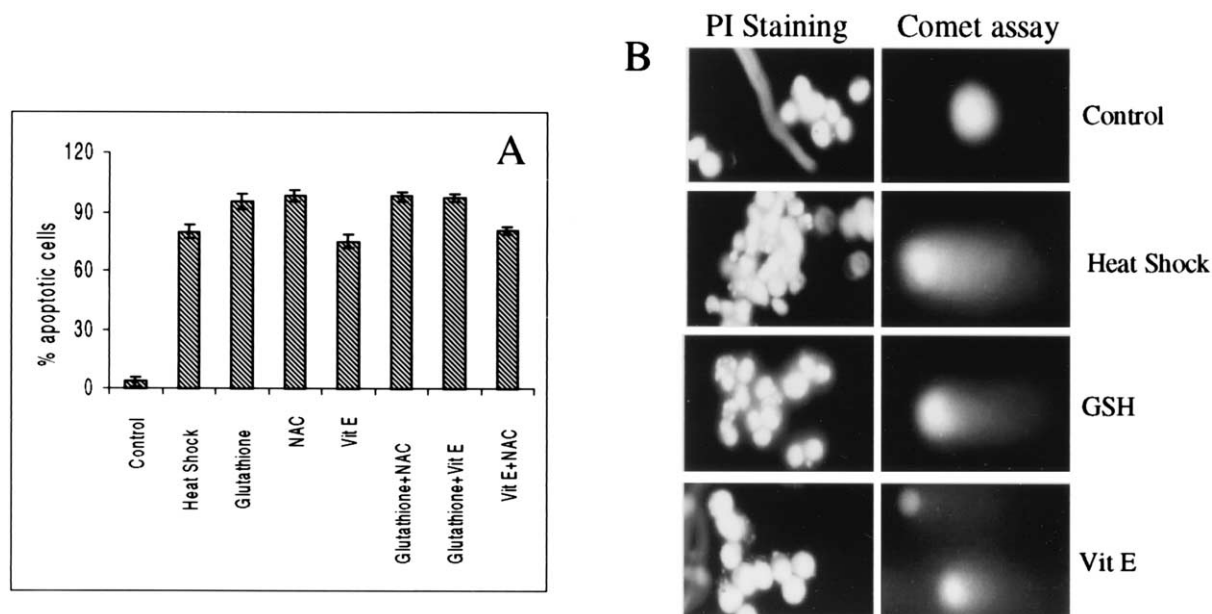 A
120
90
60
30
0
% apoptotic cells
Control
Heat Shock
Glutathione
NAC
Vit E
Glutathione+NAC
Glutathione+Vit E
Vit E+NAC
B
PI Staining
Comet assay
Control
Heat Shock
GSH
Vit E